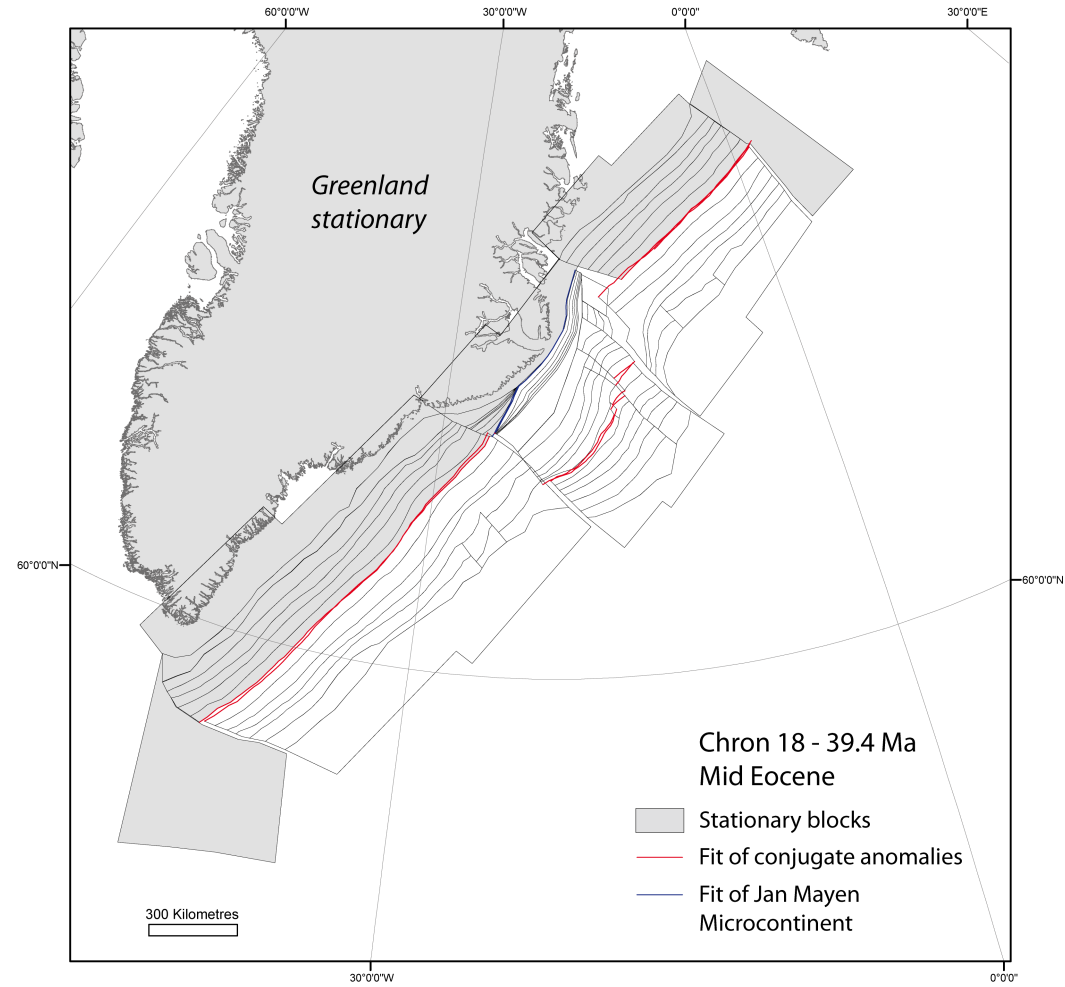 60°0'0"W
30°0'0"W
0°0'0"
30°0'0"E
Greenland
stationary
60°0'0"N
60°0'0"N
Chron 18 - 39.4 Ma
Mid Eocene
Stationary blocks
Fit of conjugate anomalies
Fit of Jan Mayen
Microcontinent
300 Kilometres
30°0'0"W
0°0'0"